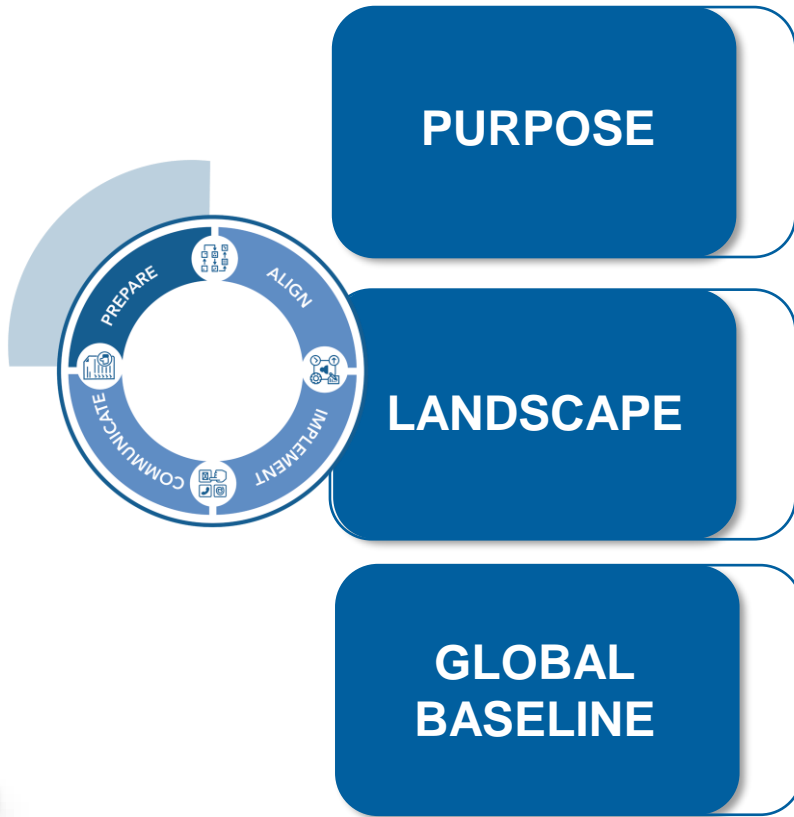 PURPOSE
PREPARE
ALIGN
IMPLEMENT
COMMUNICATE
LANDSCAPE
GLOBAL
BASELINE